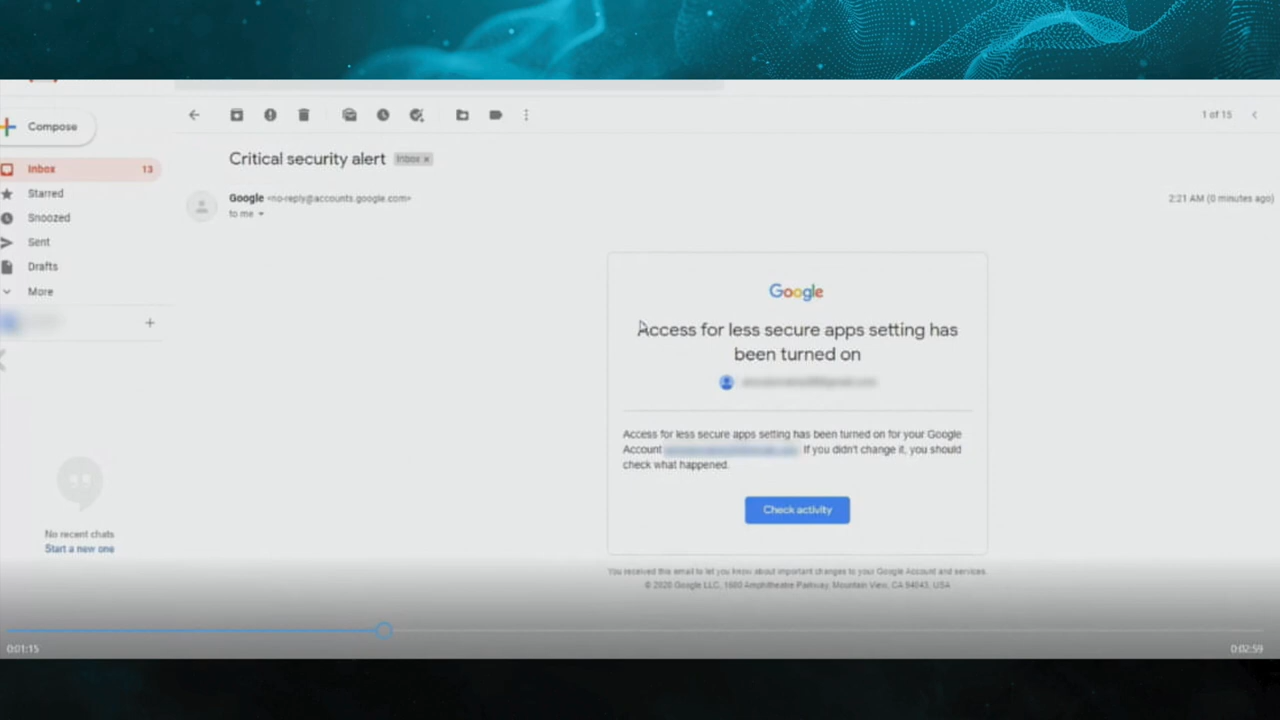 Compose
1 of 15
Critical security alert Inbox x
Inbox 13
Google <no-reply@accounts.google.com>
2:21 AM (0 minutes ago)
to me
Starred
Snoozed
Sent
Drafts
More
Google
Access for less secure apps setting has
been turned on
Access for less secure apps setting has been turned on for your Google
Account If you didn't change it, you should
check what happened.
Check activity
No recent chats
Start a new one
You received this email to let you know about important changes to your Google Account and services.
© 2020 Google LLC, 1600 Amphitheatre Parkway, Mountain View, CA 94043, USA
0:01:15
0:02:59